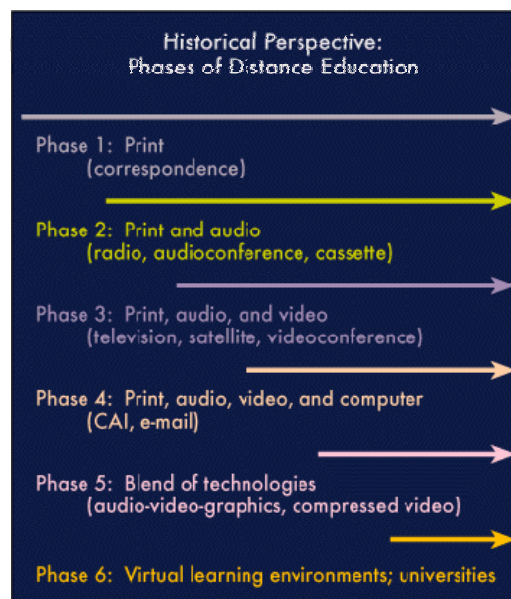 Historical Perspective:
Phases of Distance Education
Phase 1: Print
(correspondence)
Phase 2: Print and audio
(radio, audioconference, cassette)
Phase 3: Print, audio, and video
(television, satellite, videoconference)
Phase 4: Print, audio, video, and computer
(CAI, e-mail)
Phase 5: Blend of technologies
(audio-video-graphics, compressed video)
Phase 6: Virtual learning environments; universities